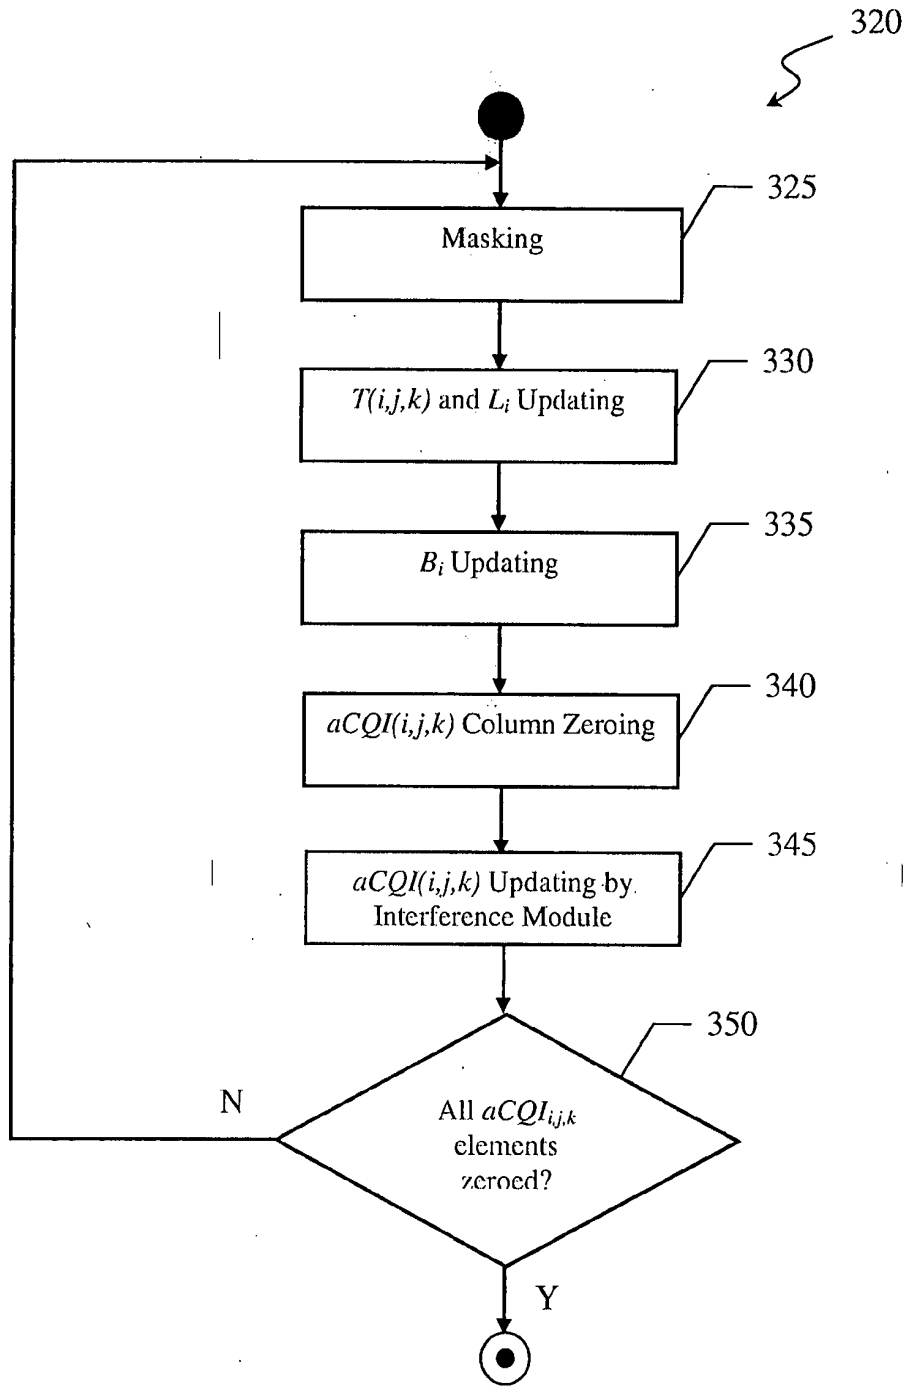 320
325
Masking
330
T(i,j,k) and Li Updating
335
Bi Updating
340
aCQI(i,j,k) Column Zeroing
345
aCQI(i,j,k) Updating by
Interference Module
350
N
All aCQIi,j,k
elements
zeroed?
Y